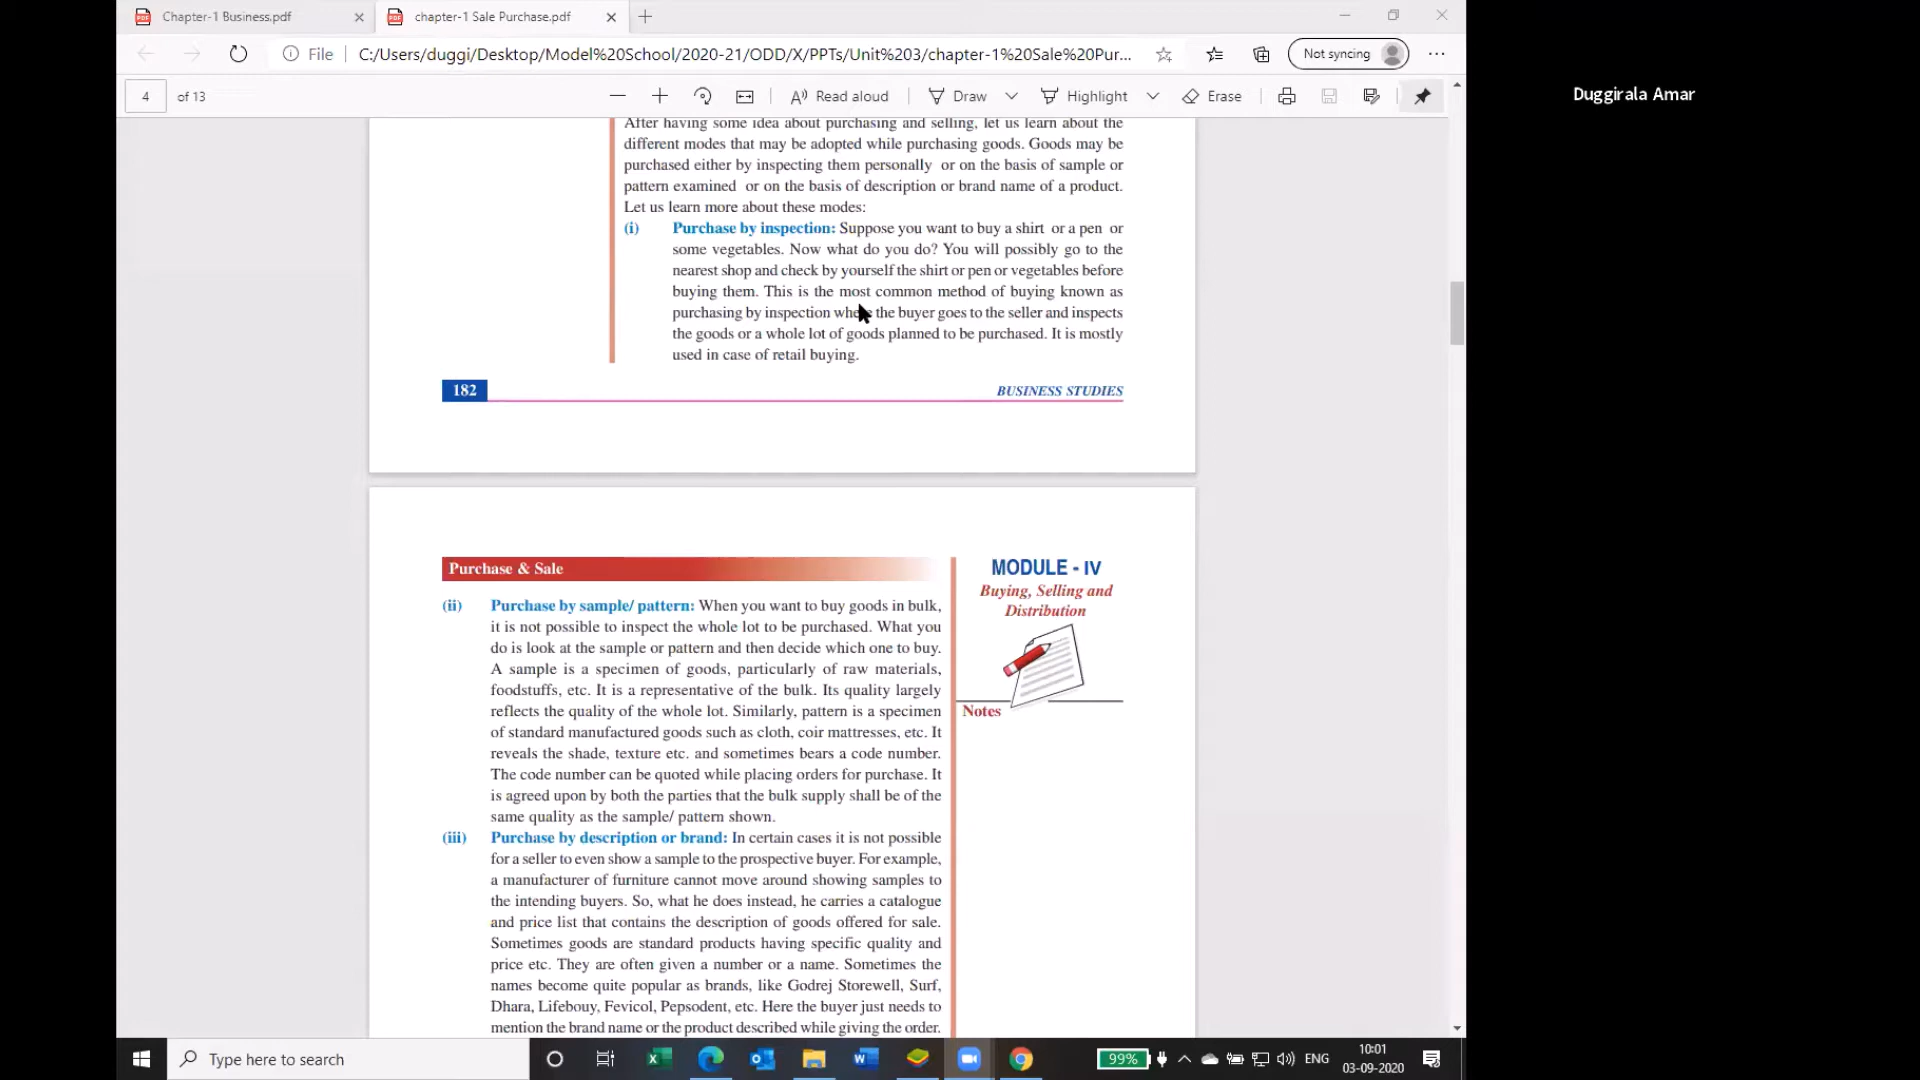 Chapter-1 Business.pdf
chapter-1 Sale Purchase.pdf
File
C:/Users/duggi/Desktop/Model%20School/2020-21/ODD/X/PPTs/Unit%203/chapter-1%20Sale%20Pur...
Not syncing
4 of 13
Read aloud
Draw
Highlight
Erase
Duggirala Amar
After having some idea about purchasing and selling, let us learn about the
different modes that may be adopted while purchasing goods. Goods may be
purchased either by inspecting them personally or on the basis of sample or
pattern examined or on the basis of description or brand name of a product.
Let us learn more about these modes:
(i) Purchase by inspection: Suppose you want to buy a shirt or a pen or
some vegetables. Now what do you do? You will possibly go to the
nearest shop and check by yourself the shirt or pen or vegetables before
buying them. This is the most common method of buying known as
purchasing by inspection where the buyer goes to the seller and inspects
the goods or a whole lot of goods planned to be purchased. It is mostly
used in case of retail buying.
182
BUSINESS STUDIES
Purchase & Sale
MODULE - IV
Buying, Selling and
Distribution
Notes
(ii) Purchase by sample/ pattern: When you want to buy goods in bulk,
it is not possible to inspect the whole lot to be purchased. What you
do is look at the sample or pattern and then decide which one to buy.
A sample is a specimen of goods, particularly of raw materials,
foodstuffs, etc. It is a representative of the bulk. Its quality largely
reflects the quality of the whole lot. Similarly, pattern is a specimen
of standard manufactured goods such as cloth, coir mattresses, etc. It
reveals the shade, texture etc. and sometimes bears a code number.
The code number can be quoted while placing orders for purchase. It
is agreed upon by both the parties that the bulk supply shall be of the
same quality as the sample/ pattern shown.
(iii) Purchase by description or brand: In certain cases it is not possible
for a seller to even show a sample to the prospective buyer. For example,
a manufacturer of furniture cannot move around showing samples to
the intending buyers. So, what he does instead, he carries a catalogue
and price list that contains the description of goods offered for sale.
Sometimes goods are standard products having specific quality and
price etc. They are often given a number or a name. Sometimes the
names become quite popular as brands, like Godrej Storewell, Surf,
Dhara, Lifebouy, Fevicol, Pepsodent, etc. Here the buyer just needs to
mention the brand name or the product described while giving the order.
Type here to search
99%
ENG
10:01
03-09-2020